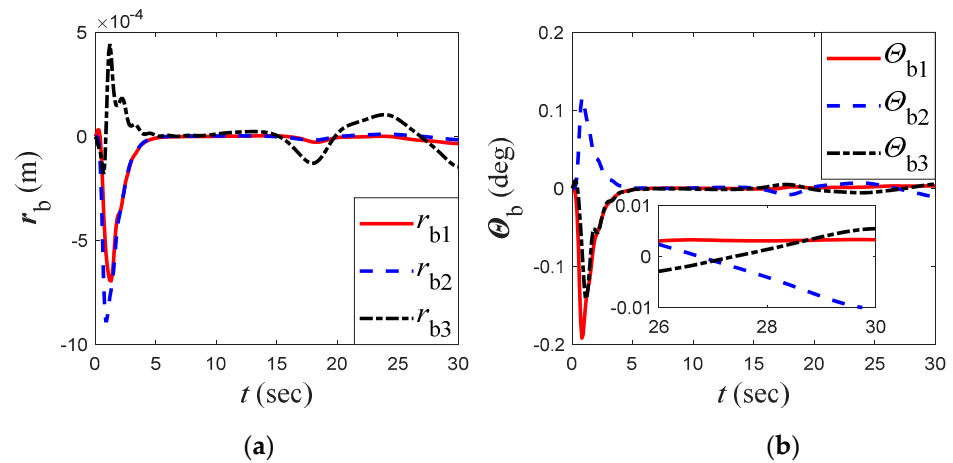 ×10⁻⁴
5
0
-5
-10
0 5 10 15 20 25 30
r_b (m)
t (sec)
r_b1
r_b2
r_b3
(a)
0.2
0.1
0
-0.1
-0.2
0 5 10 15 20 25 30
Θ_b (deg)
t (sec)
Θ_b1
Θ_b2
Θ_b3
0.01
0
-0.01
26 28 30
(b)